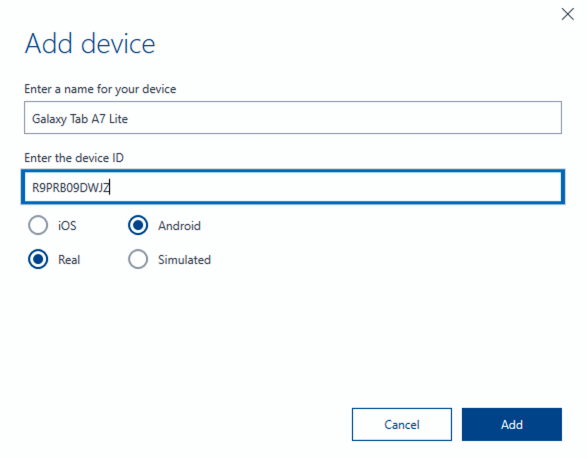 Add device
Enter a name for your device
Galaxy Tab A7 Lite
Enter the device ID
R9PRB09DWJZ
iOS Android
Real Simulated
Cancel Add